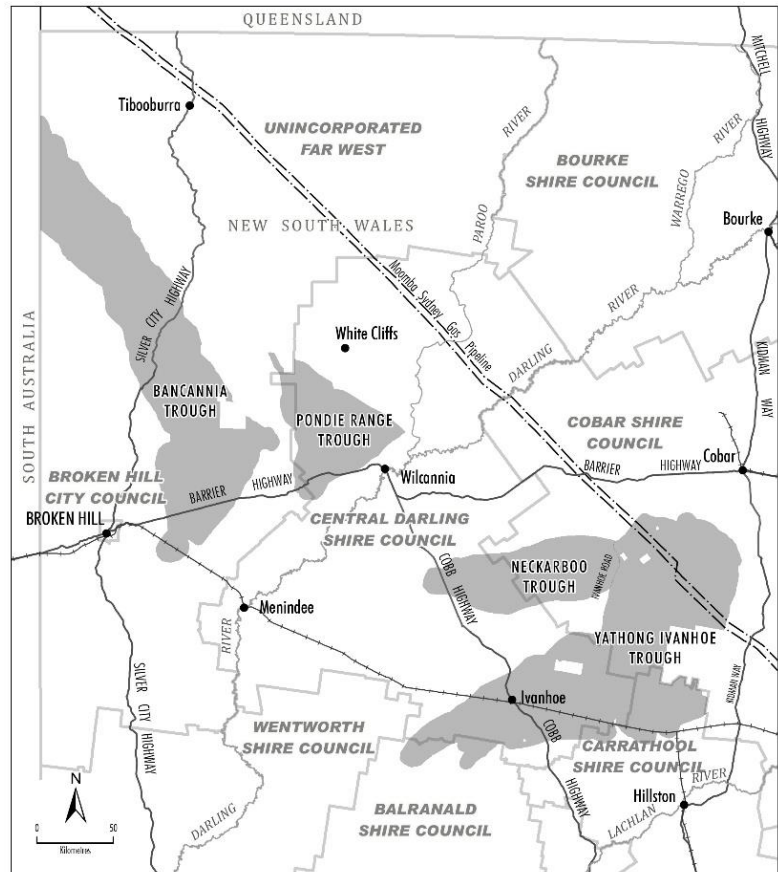 QUEENSLAND
MITCHELL
HIGHWAY
Tibooburra
UNINCORPORATED
FAR WEST
RIVER
PAROO
BOURKE
SHIRE COUNCIL
RIVER
WARREGO
Bourke
NEW SOUTH WALES
Moomba Sydney Gas Pipeline
SOUTH AUSTRALIA
SILVER CITY HIGHWAY
White Cliffs
DARLING
RIVER
KIDMAN
WAY
BANCANNIA
TROUGH
PONDIE RANGE
TROUGH
COBAR SHIRE
COUNCIL
Cobar
BROKEN HILL
CITY COUNCIL
BROKEN HILL
BARRIER HIGHWAY
Wilcannia
BARRIER HIGHWAY
CENTRAL DARLING
SHIRE COUNCIL
COBB HIGHWAY
NECKARBOO
TROUGH
IVANHOE ROAD
Menindee
RIVER
YATHONG IVANHOE
TROUGH
KIDMAN WAY
SILVER CITY HIGHWAY
Ivanhoe
WENTWORTH
SHIRE COUNCIL
COBB
HIGHWAY
CARRATHOOL
SHIRE COUNCIL
RIVER
N
0 50
Kilometres
DARLING
BALRANALD
SHIRE COUNCIL
Hillston
LACHLAN